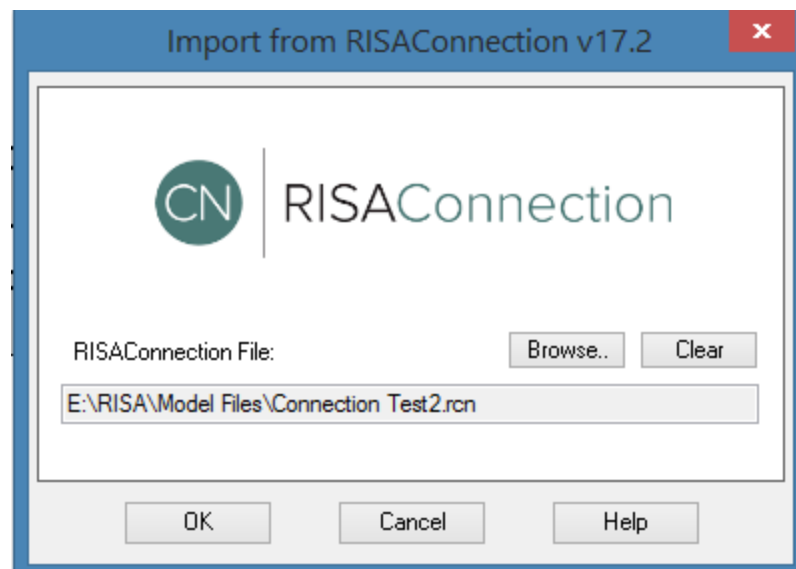 Import from RISAConnection v17.2
x
CN RISAConnection
RISAConnection File: Browse.. Clear
E:\RISA\Model Files\Connection Test2.rcn
OK Cancel Help